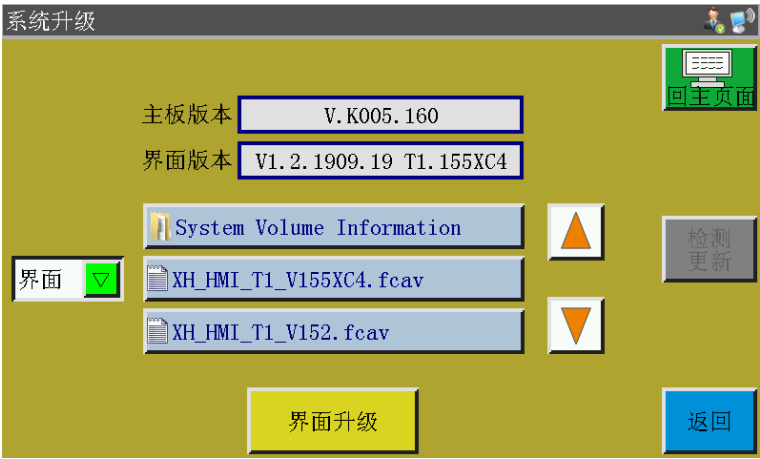 系统升级
回主页面
主板版本 V.K005.160
界面版本 V1.2.1909.19 T1.155XC4
System Volume Information
检测
更新
界面
XH_HMI_T1_V155XC4.fcav
XH_HMI_T1_V152.fcav
界面升级
返回